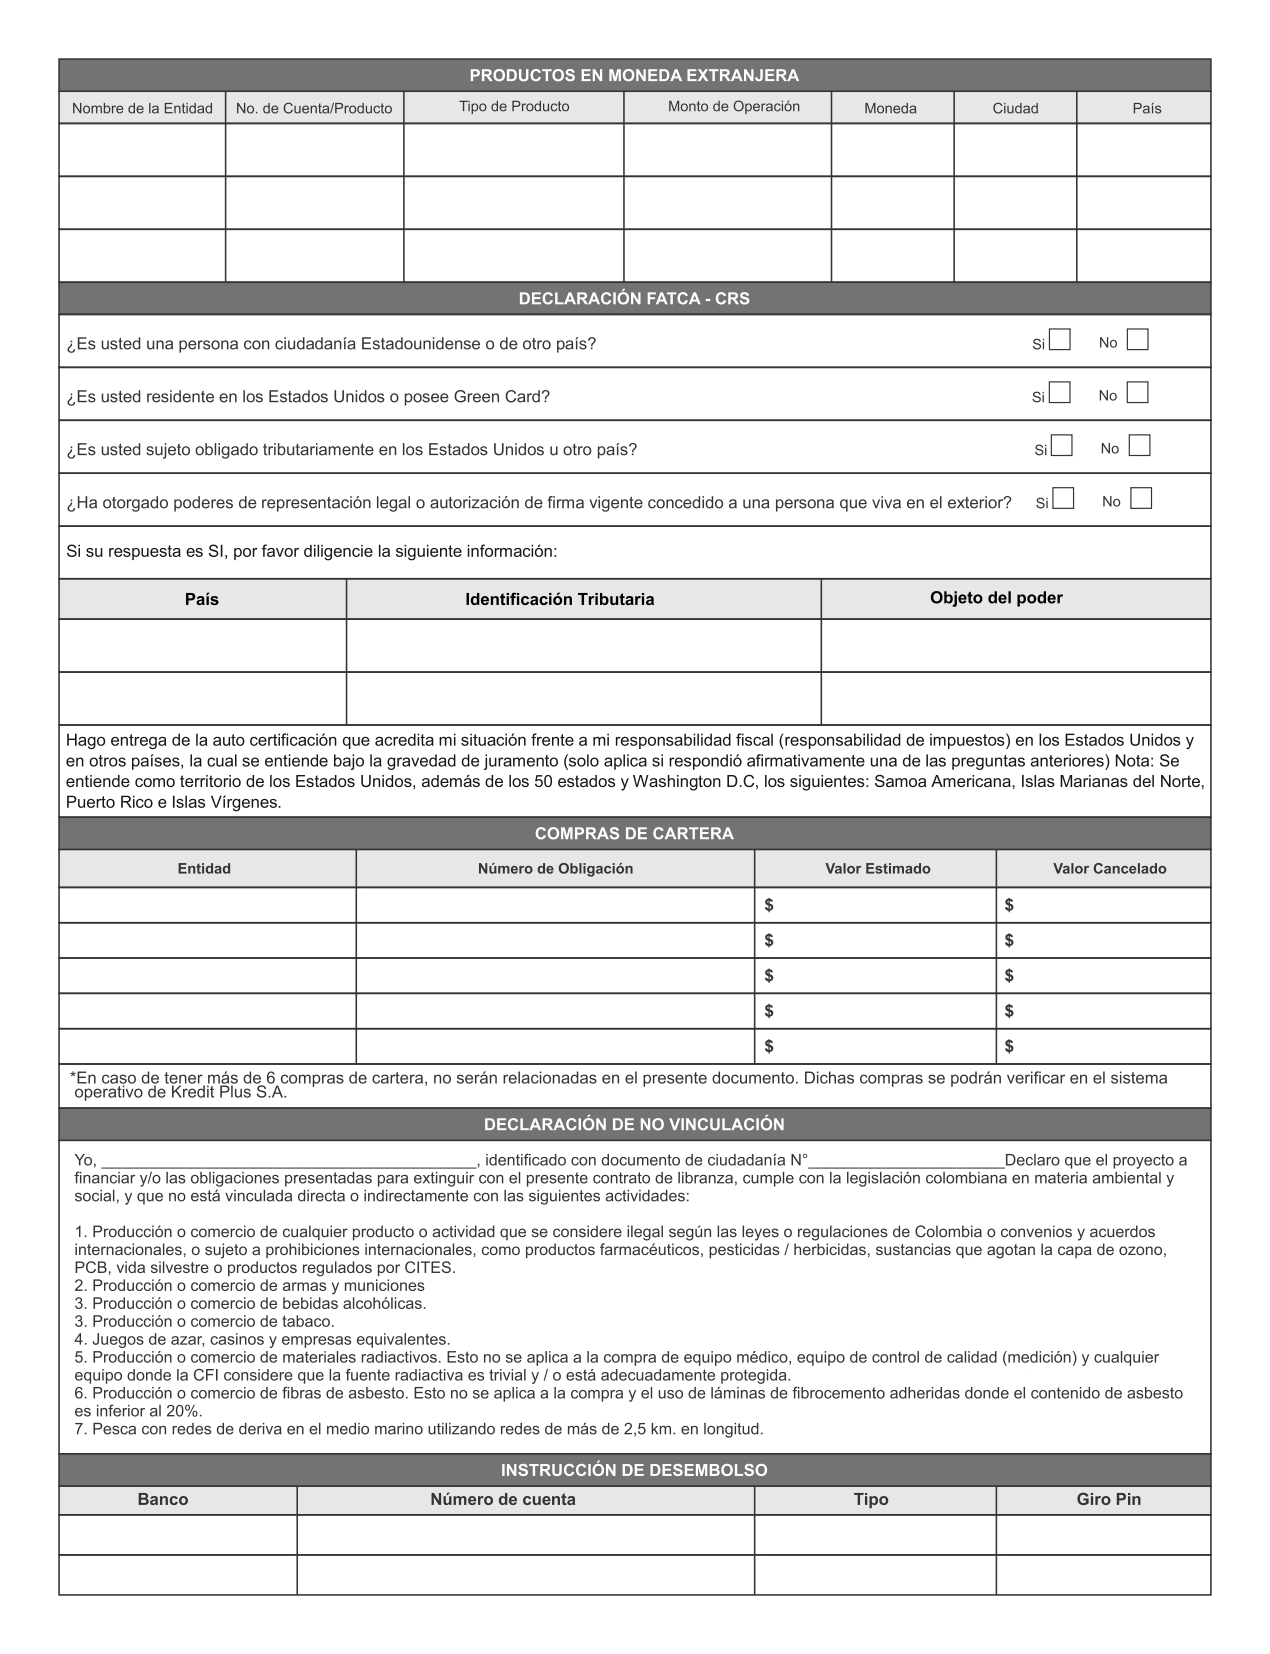 PRODUCTOS EN MONEDA EXTRANJERA
Nombre de la Entidad No. de Cuenta/Producto Tipo de Producto Monto de Operación Moneda Ciudad País
DECLARACIÓN FATCA - CRS
¿Es usted una persona con ciudadanía Estadounidense o de otro país? Si No
¿Es usted residente en los Estados Unidos o posee Green Card? Si No
¿Es usted sujeto obligado tributariamente en los Estados Unidos u otro país? Si No
¿Ha otorgado poderes de representación legal o autorización de firma vigente concedido a una persona que viva en el exterior? Si No
Si su respuesta es SI, por favor diligencie la siguiente información:
País Identificación Tributaria Objeto del poder
Hago entrega de la auto certificación que acredita mi situación frente a mi responsabilidad fiscal (responsabilidad de impuestos) en los Estados Unidos y
en otros países, la cual se entiende bajo la gravedad de juramento (solo aplica si respondió afirmativamente una de las preguntas anteriores) Nota: Se
entiende como territorio de los Estados Unidos, además de los 50 estados y Washington D.C, los siguientes: Samoa Americana, Islas Marianas del Norte,
Puerto Rico e Islas Vírgenes.
COMPRAS DE CARTERA
Entidad Número de Obligación Valor Estimado Valor Cancelado
$ $
$ $
$ $
$ $
$ $
*En caso de tener más de 6 compras de cartera, no serán relacionadas en el presente documento. Dichas compras se podrán verificar en el sistema
operativo de Kredit Plus S.A.
DECLARACIÓN DE NO VINCULACIÓN
Yo, __________________________________________, identificado con documento de ciudadanía N°______________________Declaro que el proyecto a
financiar y/o las obligaciones presentadas para extinguir con el presente contrato de libranza, cumple con la legislación colombiana en materia ambiental y
social, y que no está vinculada directa o indirectamente con las siguientes actividades:
1. Producción o comercio de cualquier producto o actividad que se considere ilegal según las leyes o regulaciones de Colombia o convenios y acuerdos
internacionales, o sujeto a prohibiciones internacionales, como productos farmacéuticos, pesticidas / herbicidas, sustancias que agotan la capa de ozono,
PCB, vida silvestre o productos regulados por CITES.
2. Producción o comercio de armas y municiones
3. Producción o comercio de bebidas alcohólicas.
3. Producción o comercio de tabaco.
4. Juegos de azar, casinos y empresas equivalentes.
5. Producción o comercio de materiales radiactivos. Esto no se aplica a la compra de equipo médico, equipo de control de calidad (medición) y cualquier
equipo donde la CFI considere que la fuente radiactiva es trivial y / o está adecuadamente protegida.
6. Producción o comercio de fibras de asbesto. Esto no se aplica a la compra y el uso de láminas de fibrocemento adheridas donde el contenido de asbesto
es inferior al 20%.
7. Pesca con redes de deriva en el medio marino utilizando redes de más de 2,5 km. en longitud.
INSTRUCCIÓN DE DESEMBOLSO
Banco Número de cuenta Tipo Giro Pin